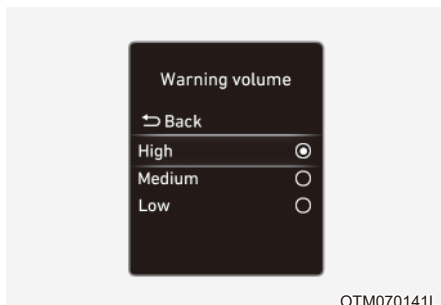 Warning volume
Back
High
Medium
Low
OTM070141L